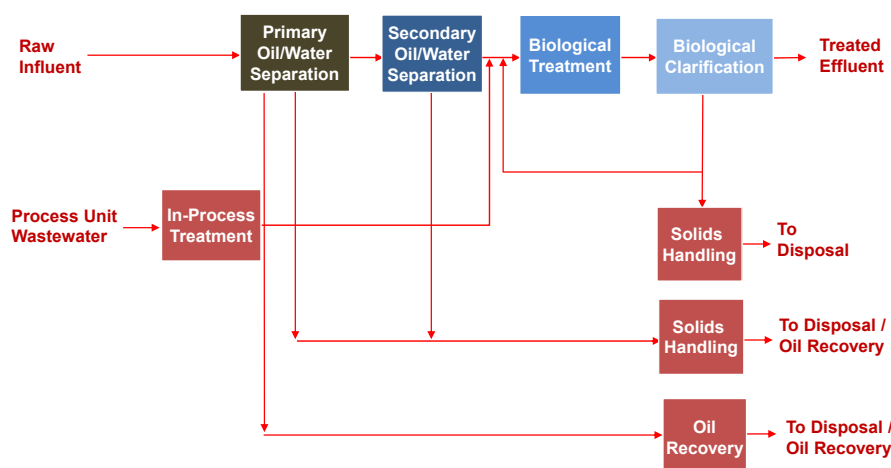 Raw
Influent
Primary
Oil/Water
Separation
Secondary
Oil/Water
Separation
Biological
Treatment
Biological
Clarification
Treated
Effluent
Process Unit
Wastewater
In-Process
Treatment
Solids
Handling
To
Disposal
Solids
Handling
To Disposal /
Oil Recovery
Oil
Recovery
To Disposal /
Oil Recovery